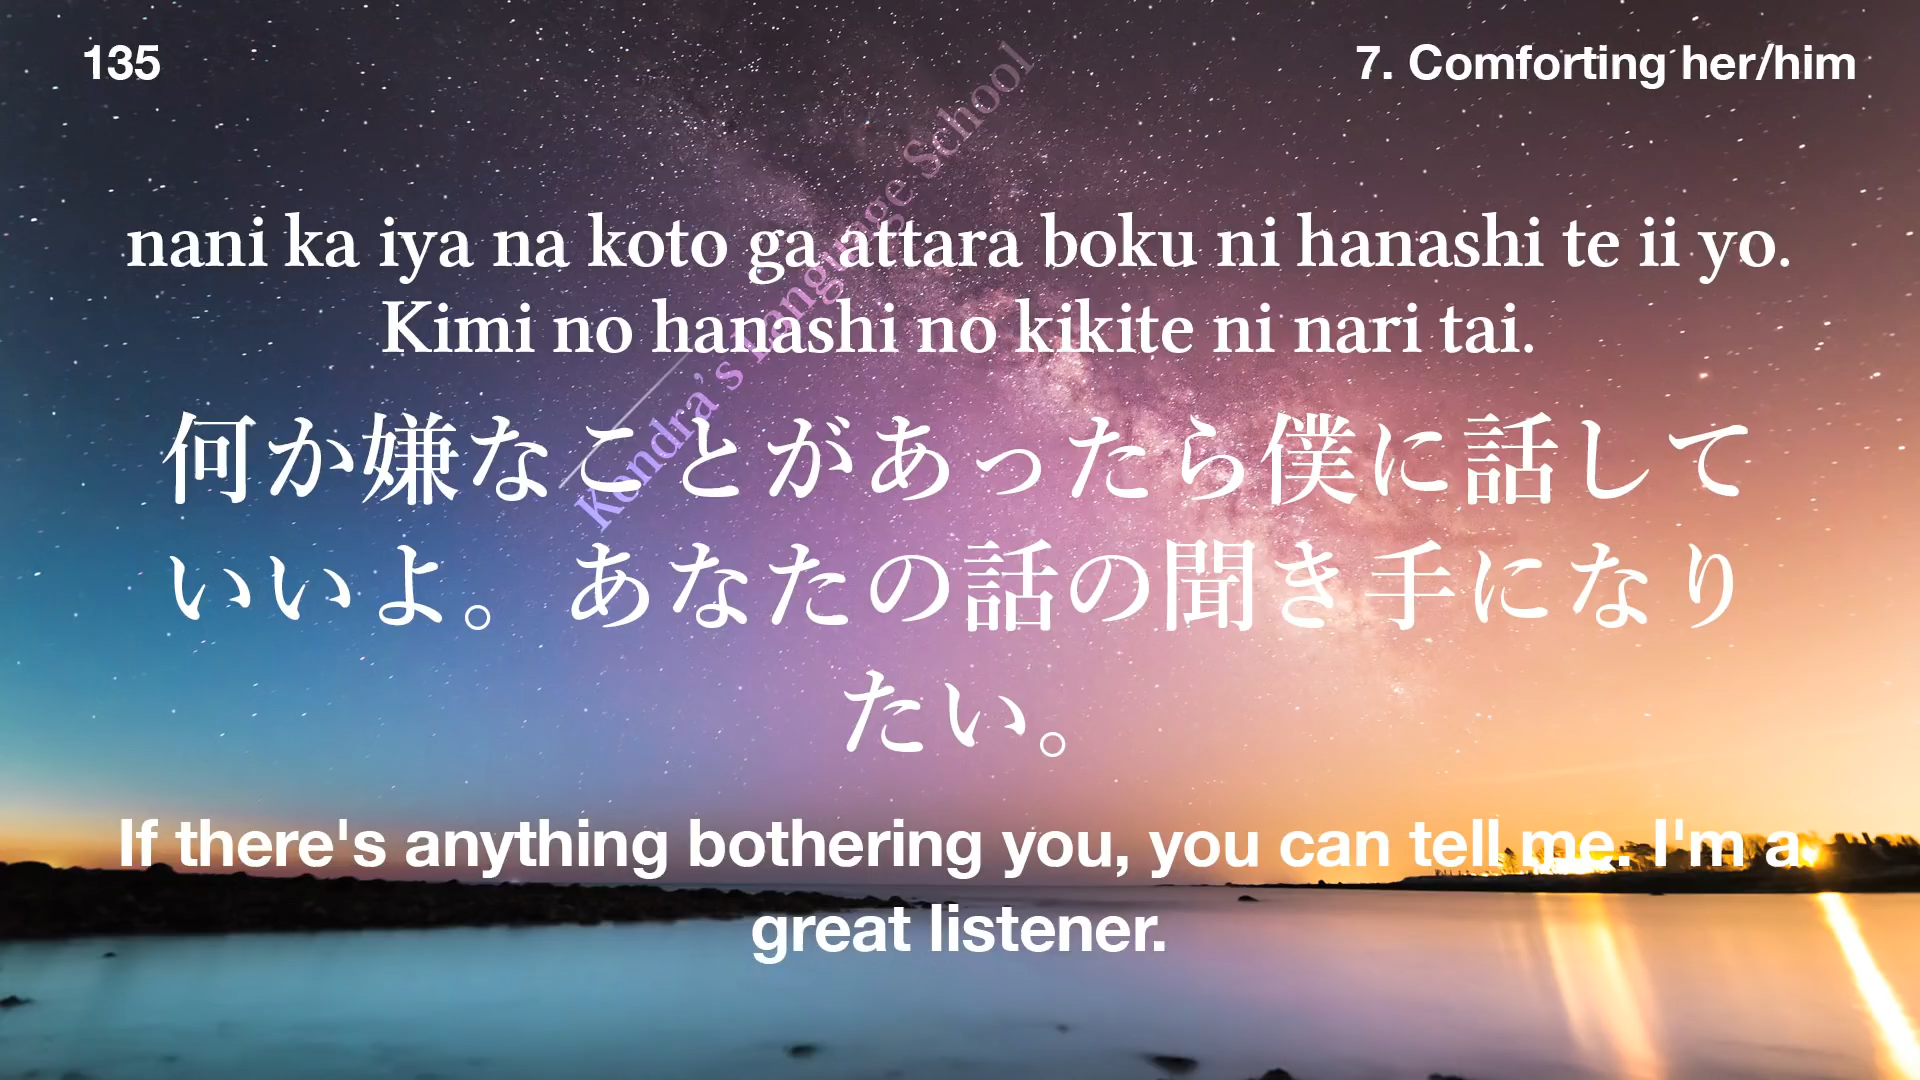 135
7. Comforting her/him
Kondra's Language School
nani ka iya na koto ga attara boku ni hanashi te ii yo.
Kimi no hanashi no kikite ni nari tai.
何か嫌なことがあったら僕に話して
いいよ。あなたの話の聞き手になり
たい。
If there's anything bothering you, you can tell me. I'm a
great listener.